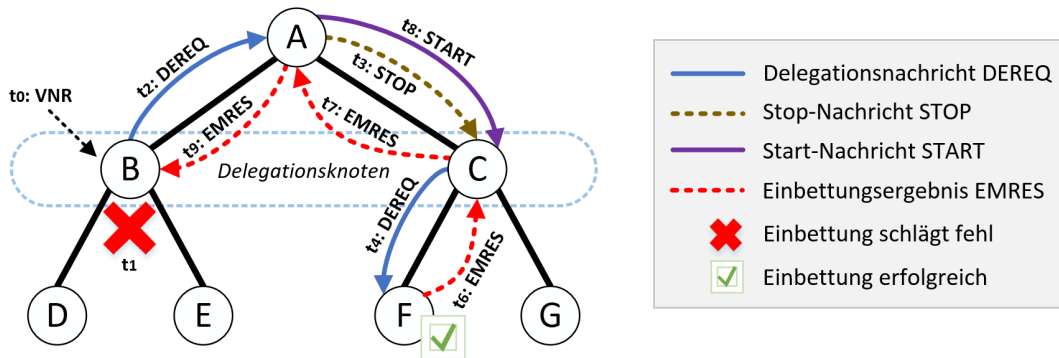 A
t8: START
t2: DEREQ
t3: STOP
t0: VNR
t9: EMRES
t7: EMRES
B
Delegationsknoten
C
t1
t4: DEREQ
t6: EMRES
D
E
F
G
Delegationsnachricht DEREQ
Stop-Nachricht STOP
Start-Nachricht START
Einbettungsergebnis EMRES
Einbettung schlägt fehl
Einbettung erfolgreich